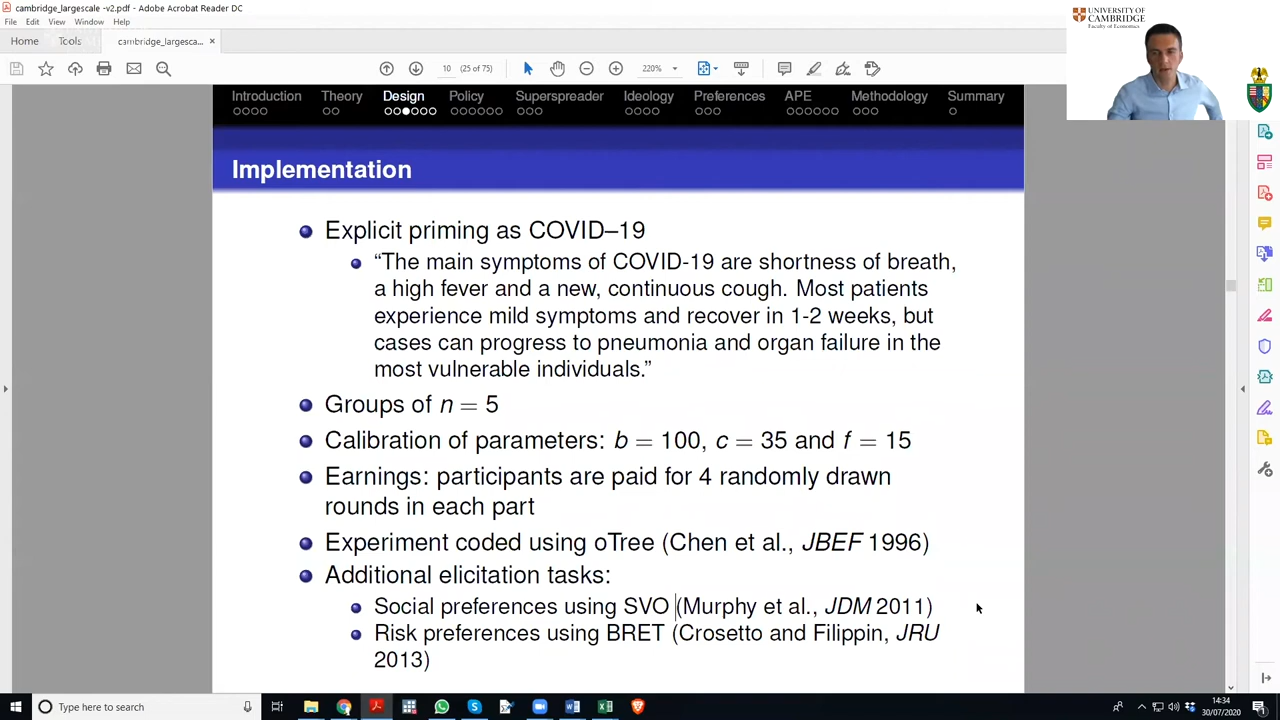 cambridge_largescale -v2.pdf - Adobe Acrobat Reader DC
File Edit View Window Help
Home Tools cambridge_largesca... ×
10 (25 of 75) 220%
UNIVERSITY OF
CAMBRIDGE
Faculty of Economics
Introduction Theory Design Policy Superspreader Ideology Preferences APE Methodology Summary
Implementation
Explicit priming as COVID–19
“The main symptoms of COVID-19 are shortness of breath,
a high fever and a new, continuous cough. Most patients
experience mild symptoms and recover in 1-2 weeks, but
cases can progress to pneumonia and organ failure in the
most vulnerable individuals.”
Groups of n = 5
Calibration of parameters: b = 100, c = 35 and f = 15
Earnings: participants are paid for 4 randomly drawn
rounds in each part
Experiment coded using oTree (Chen et al., JBEF 1996)
Additional elicitation tasks:
Social preferences using SVO (Murphy et al., JDM 2011)
Risk preferences using BRET (Crosetto and Filippin, JRU
2013)
Type here to search
14:34
30/07/2020